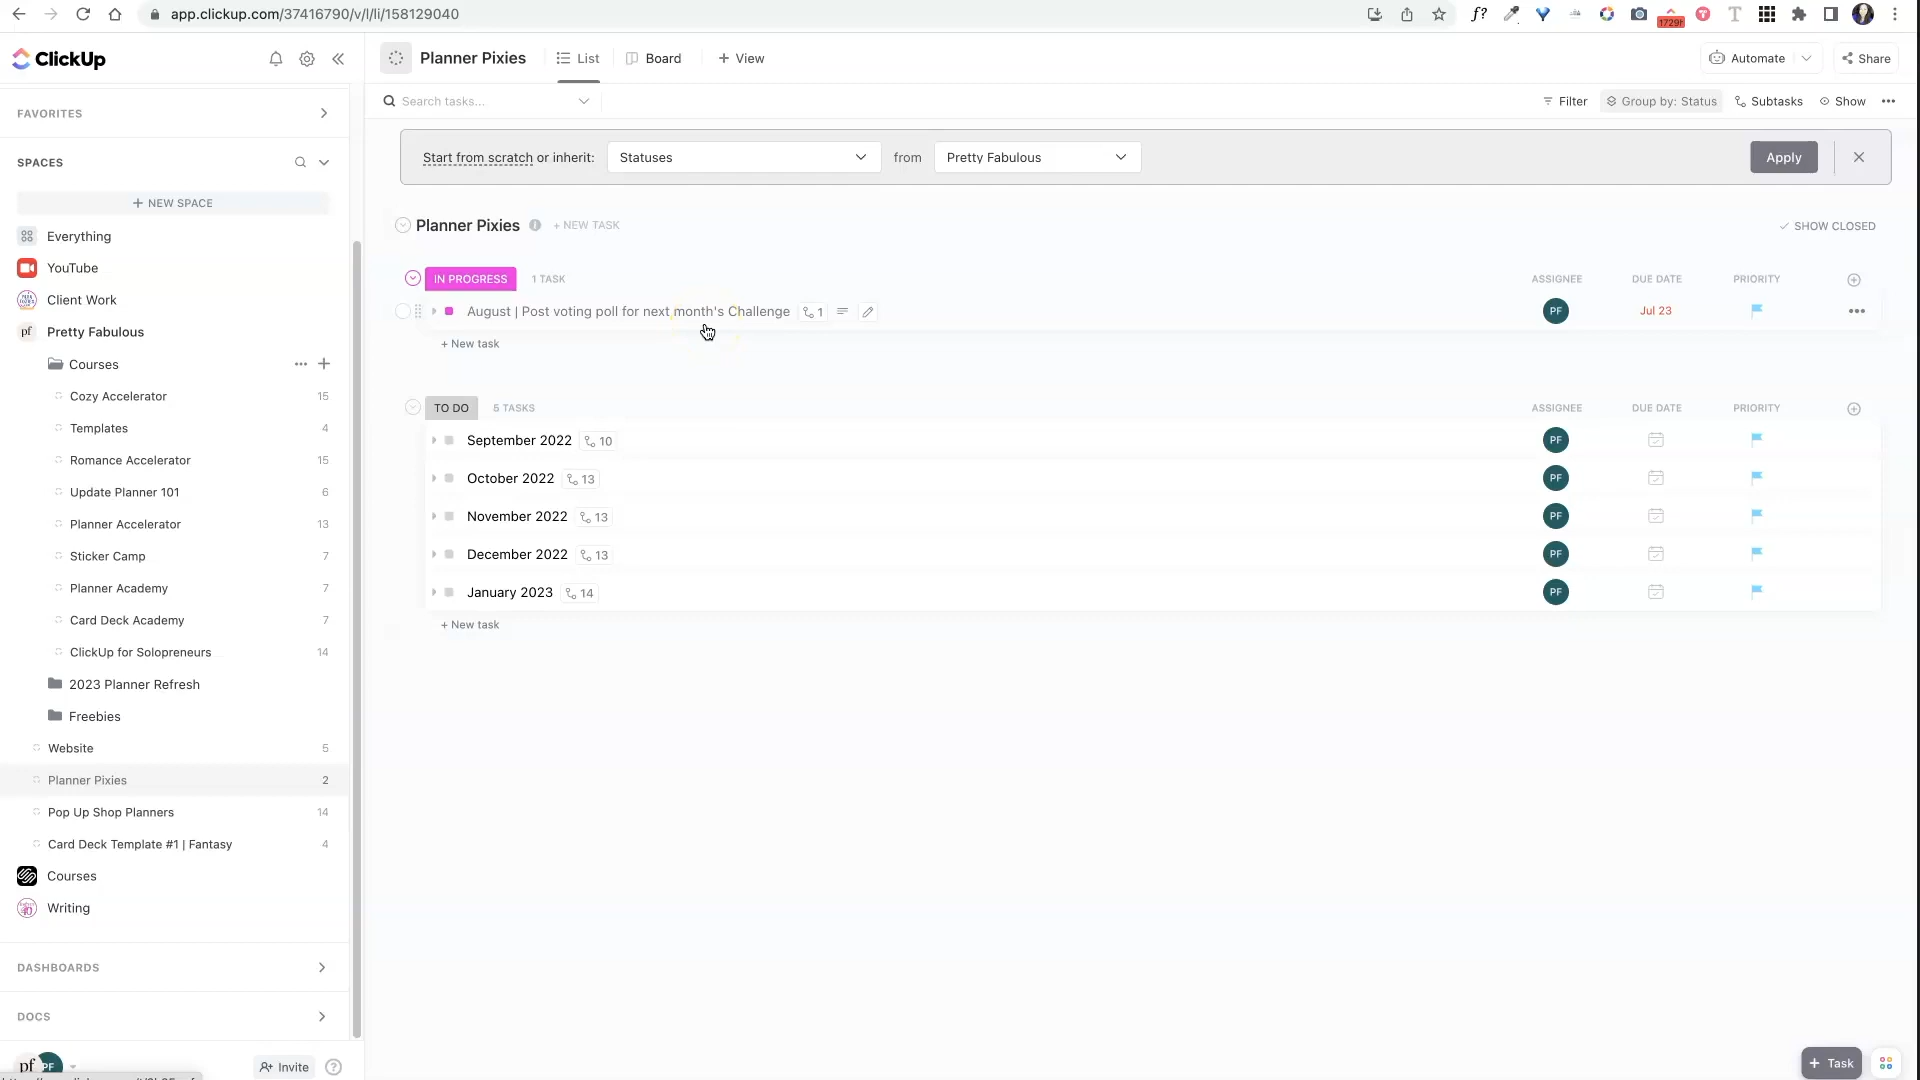 app.clickup.com/37416790/v/l/li/158129040
f?
1729h
T
ClickUp
Planner Pixies
List
Board
+ View
Automate
Share
FAVORITES
Search tasks...
Filter
Group by: Status
Subtasks
Show
SPACES
Start from scratch or inherit:
Statuses
from
Pretty Fabulous
Apply
+ NEW SPACE
Everything
YouTube
Client Work
pf Pretty Fabulous
Courses
Cozy Accelerator 15
Templates 4
Romance Accelerator 15
Update Planner 101 6
Planner Accelerator 13
Sticker Camp 7
Planner Academy 7
Card Deck Academy 7
ClickUp for Solopreneurs 14
2023 Planner Refresh
Freebies
Website 5
Planner Pixies 2
Pop Up Shop Planners 14
Card Deck Template #1 | Fantasy 4
Courses
Writing
DASHBOARDS
DOCS
pf PF
Invite
?
Planner Pixies
+ NEW TASK
SHOW CLOSED
IN PROGRESS 1 TASK ASSIGNEE DUE DATE PRIORITY
August | Post voting poll for next month's Challenge 1 PF Jul 23
+ New task
TO DO 5 TASKS ASSIGNEE DUE DATE PRIORITY
September 2022 10 PF
October 2022 13 PF
November 2022 13 PF
December 2022 13 PF
January 2023 14 PF
+ New task
+ Task